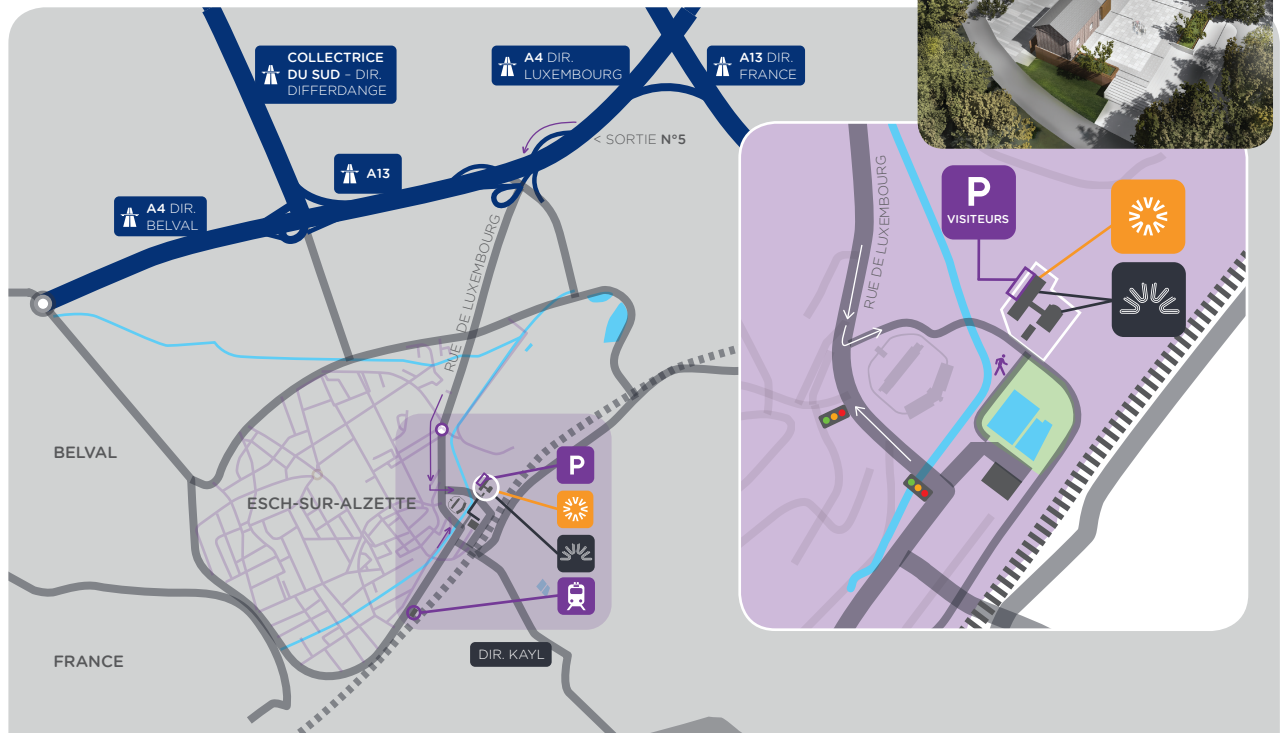 COLLECTRICE
DU SUD – DIR.
DIFFERDANGE
A4 DIR.
LUXEMBOURG
A13 DIR.
FRANCE
< SORTIE N°5
A13
A4 DIR.
BELVAL
RUE DE LUXEMBOURG
BELVAL
ESCH-SUR-ALZETTE
P
DIR. KAYL
FRANCE
RUE DE LUXEMBOURG
P
VISITEURS